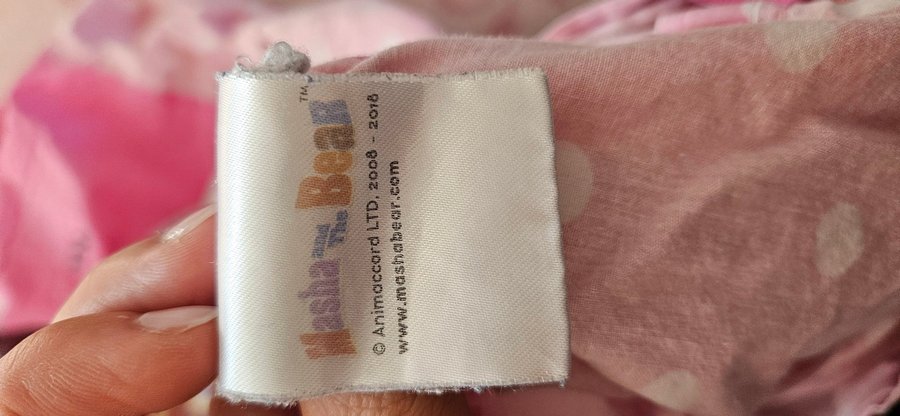 Masha and The Bear™
© Animaccord LTD, 2008 - 2018
www.mashabear.com